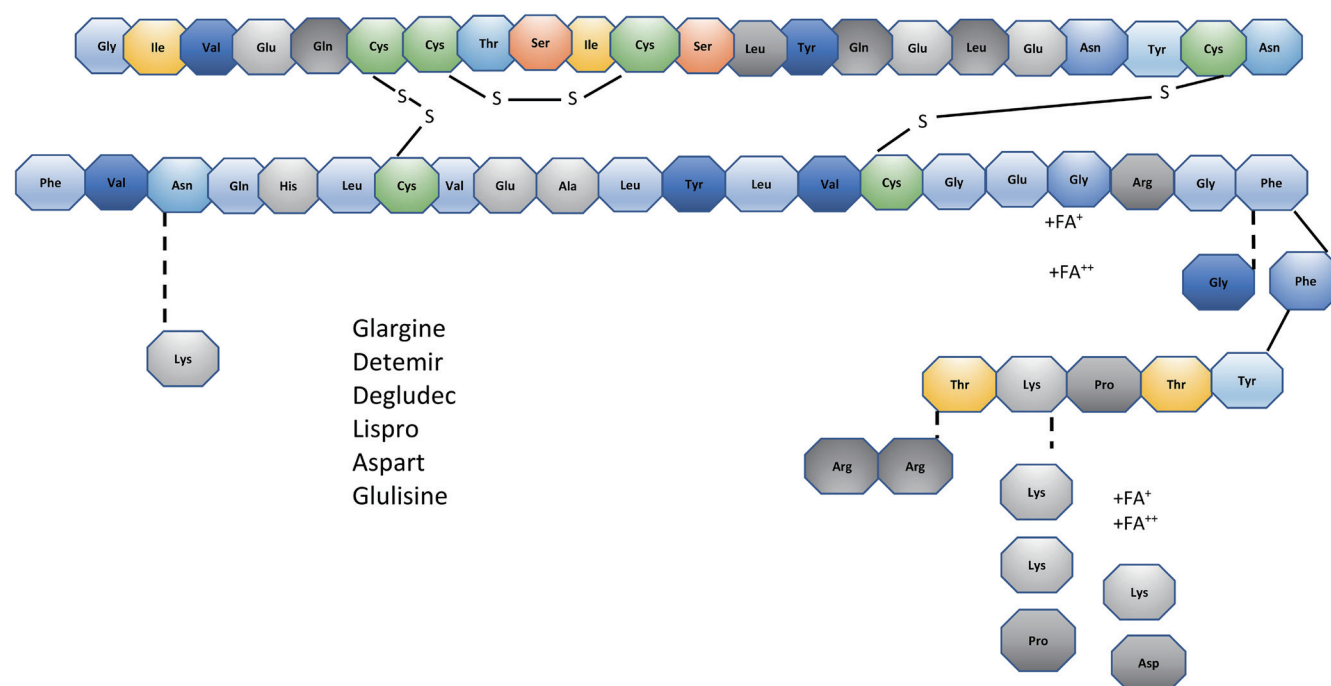 Gly Ile Val Glu Gln Cys Cys Thr Ser Ile Cys Ser Leu Tyr Gln Glu Leu Glu Asn Tyr Cys Asn
S S S S
S S
Phe Val Asn Gln His Leu Cys Val Glu Ala Leu Tyr Leu Val Cys Gly Glu Gly Arg Gly Phe
+FA⁺
+FA⁺⁺
Gly Phe
Glargine
Lys
Detemir
Degludec
Thr Lys Pro Thr Tyr
Lispro
Aspart
Arg Arg
Glulisine
Lys +FA⁺
+FA⁺⁺
Lys
Lys
Pro
Asp